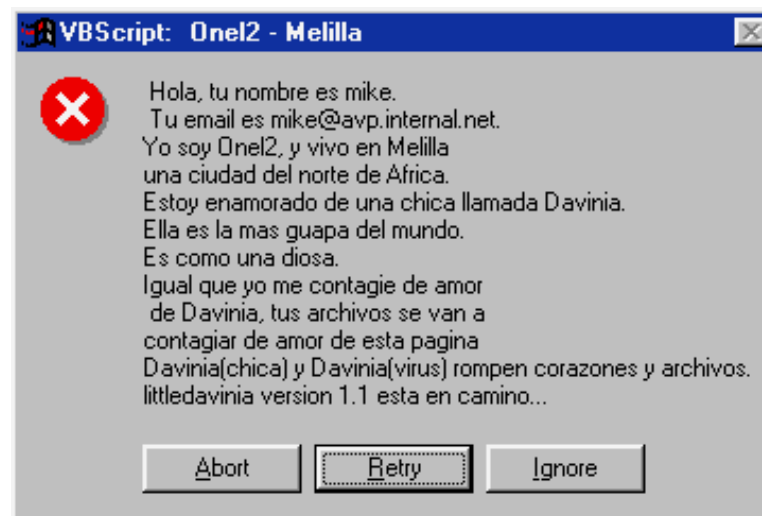 VBScript: Onel2 - Melilla
Hola, tu nombre es mike.
Tu email es mike@avp.internal.net.
Yo soy Onel2, y vivo en Melilla
una ciudad del norte de Africa.
Estoy enamorado de una chica llamada Davinia.
Ella es la mas guapa del mundo.
Es como una diosa.
Igual que yo me contagie de amor
de Davinia, tus archivos se van a
contagiar de amor de esta pagina
Davinia(chica) y Davinia(virus) rompen corazones y archivos.
littledavinia version 1.1 esta en camino...
Abort Retry Ignore